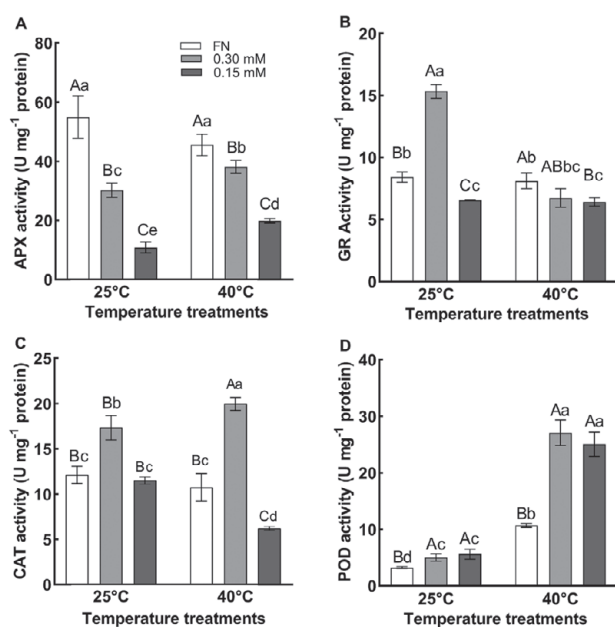 A
FN
0.30 mM
0.15 mM
APX activity (U mg⁻¹ protein)
80
60
40
20
0
Aa
Bc
Ce
Aa
Bb
Cd
25°C
40°C
Temperature treatments
B
GR Activity (U mg⁻¹ protein)
20
15
10
5
0
Bb
Aa
Cc
Ab
ABbc
Bc
25°C
40°C
Temperature treatments
C
CAT activity (U mg⁻¹ protein)
25
20
15
10
5
0
Bc
Bb
Bc
Bc
Aa
Cd
25°C
40°C
Temperature treatments
D
POD activity (U mg⁻¹ protein)
40
30
20
10
0
Bd
Ac
Ac
Bb
Aa
Aa
25°C
40°C
Temperature treatments